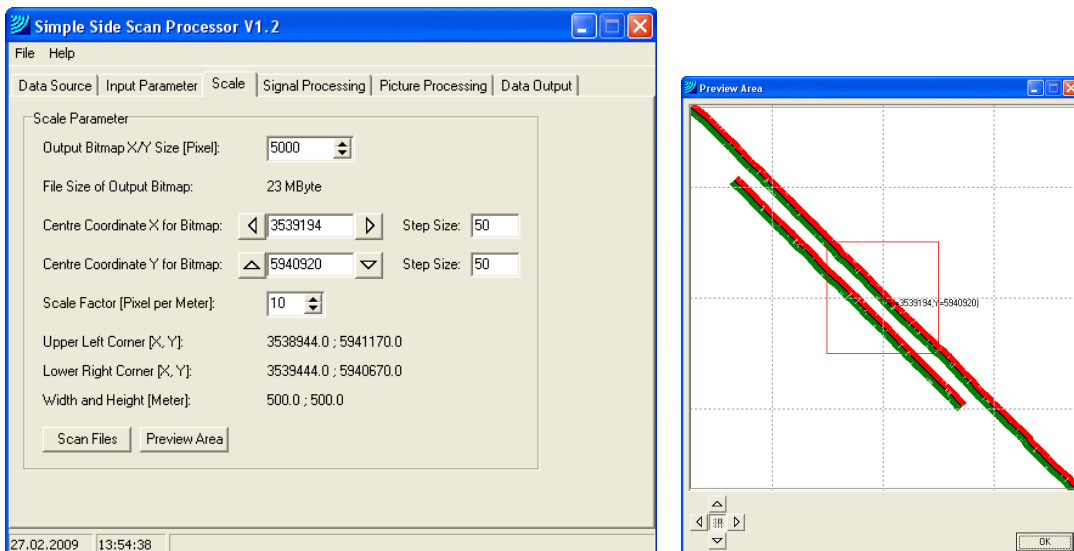 Simple Side Scan Processor V1.2
File Help
Data Source Input Parameter Scale Signal Processing Picture Processing Data Output
Scale Parameter
Output Bitmap X/Y Size [Pixel]: 5000
File Size of Output Bitmap: 23 MByte
Centre Coordinate X for Bitmap: 3539194 Step Size: 50
Centre Coordinate Y for Bitmap: 5940920 Step Size: 50
Scale Factor [Pixel per Meter]: 10
Upper Left Corner [X, Y]: 3538944.0 ; 5941170.0
Lower Right Corner [X, Y]: 3539444.0 ; 5940670.0
Width and Height [Meter]: 500.0 ; 500.0
Scan Files Preview Area
27.02.2009 13:54:38
Preview Area
=3539194,Y=5940920)
OK